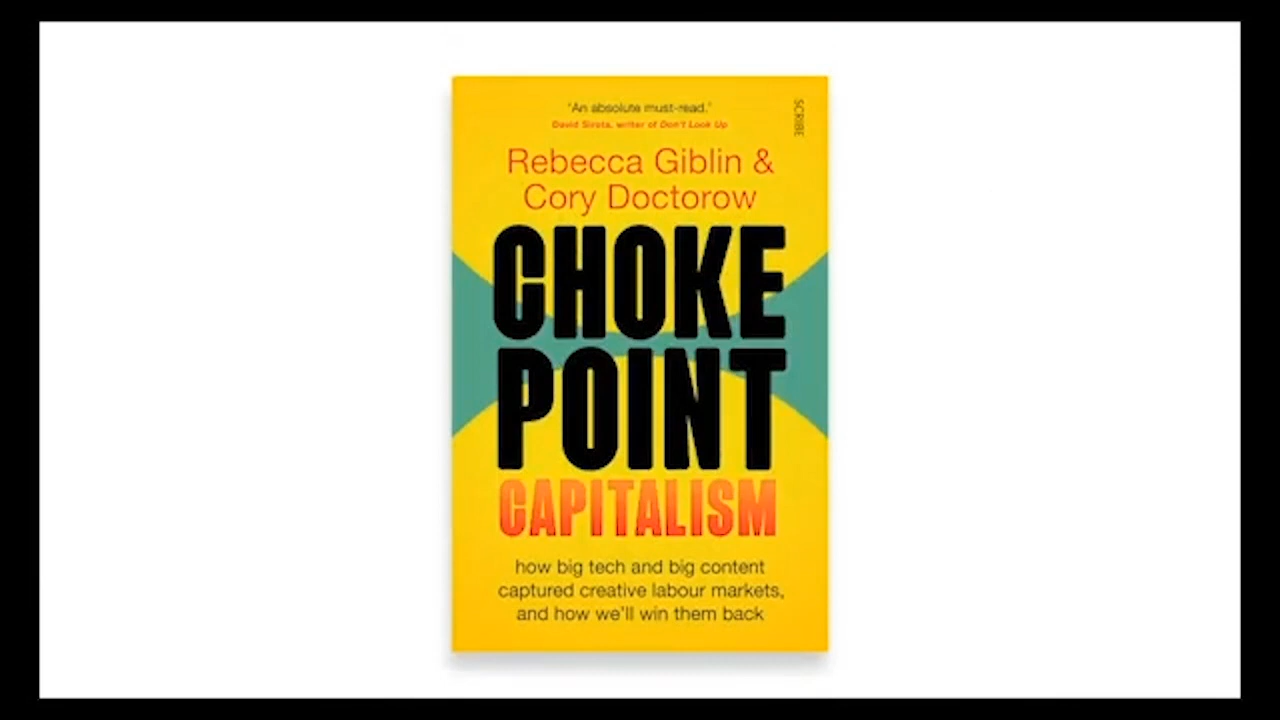 'An absolute must-read.'
David Sirota, writer of Don't Look Up
SCRIBE
Rebecca Giblin &
Cory Doctorow
CHOKE
POINT
CAPITALISM
how big tech and big content
captured creative labour markets,
and how we'll win them back